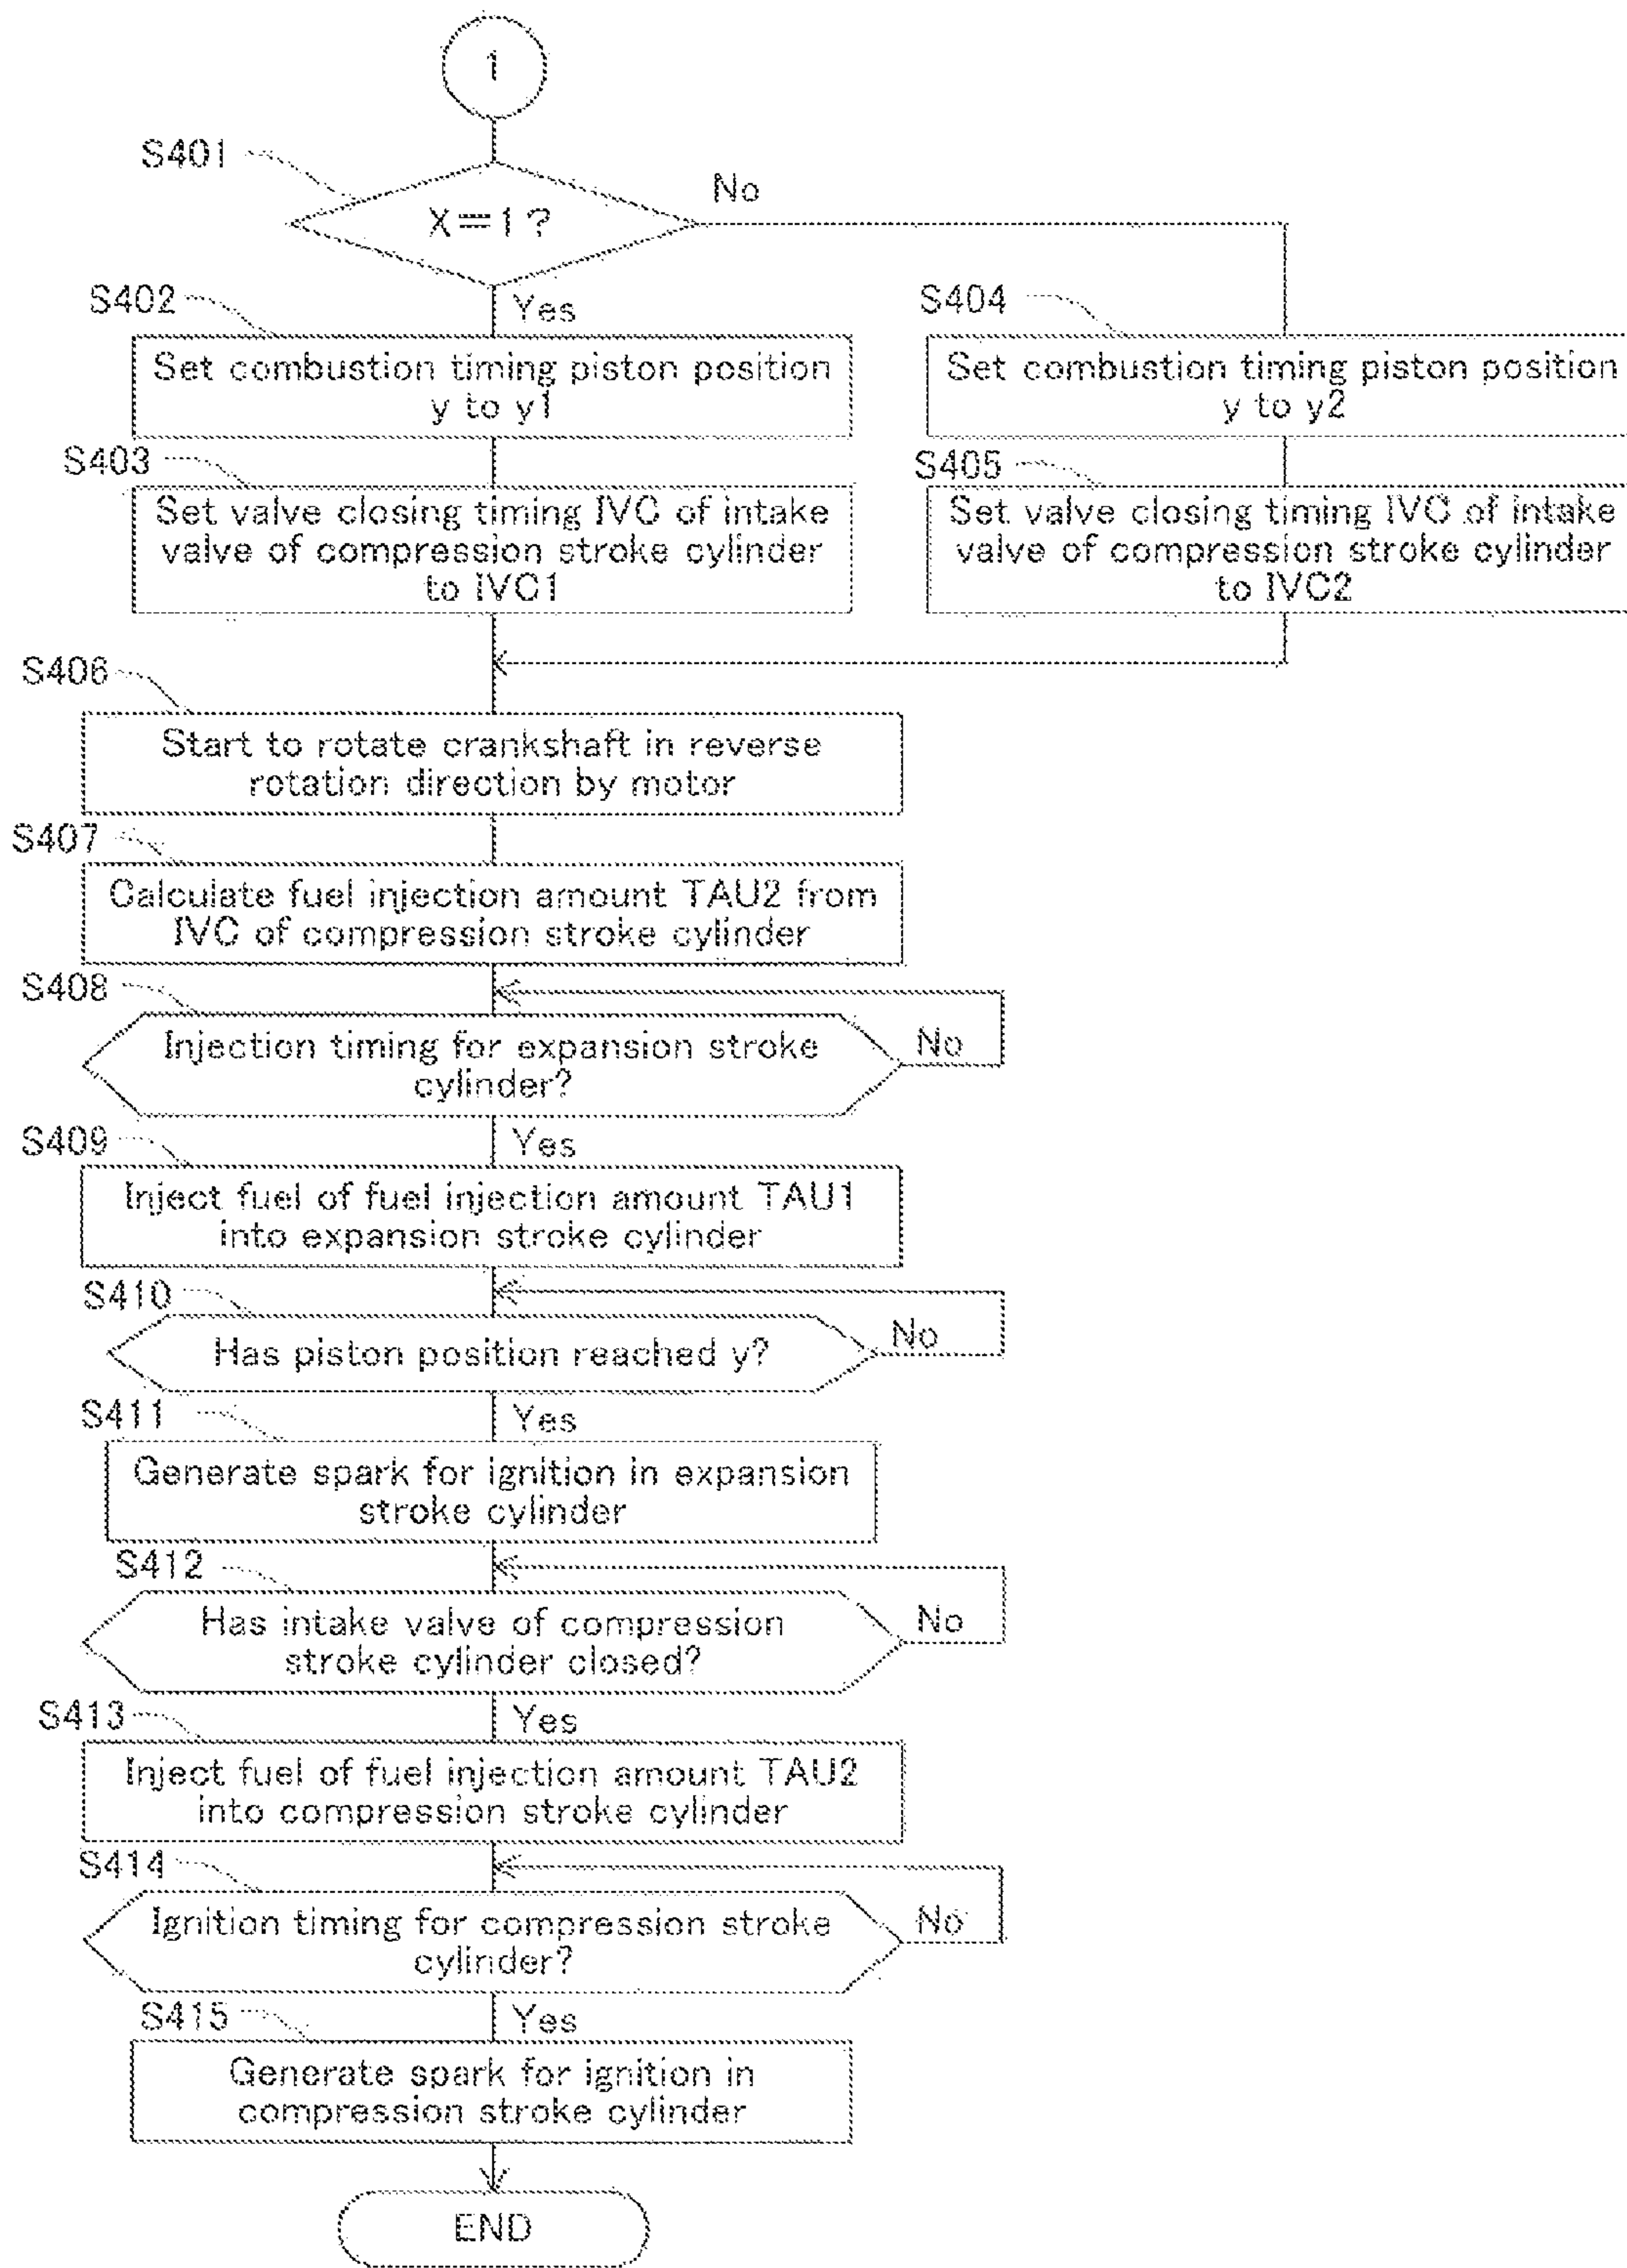 1
S401
X=1?
No
Yes
S402
Set combustion timing piston position
y to y1
S404
Set combustion timing piston position
y to y2
S403
Set valve closing timing IVC of intake
valve of compression stroke cylinder
to IVC1
S405
Set valve closing timing IVC of intake
valve of compression stroke cylinder
to IVC2
S406
Start to rotate crankshaft in reverse
rotation direction by motor
S407
Calculate fuel injection amount TAU2 from
IVC of compression stroke cylinder
S408
Injection timing for expansion stroke
cylinder?
No
Yes
S409
Inject fuel of fuel injection amount TAU1
into expansion stroke cylinder
S410
Has piston position reached y?
No
Yes
S411
Generate spark for ignition in expansion
stroke cylinder
S412
Has intake valve of compression
stroke cylinder closed?
No
Yes
S413
Inject fuel of fuel injection amount TAU2
into compression stroke cylinder
S414
Ignition timing for compression stroke
cylinder?
No
Yes
S415
Generate spark for ignition in
compression stroke cylinder
END